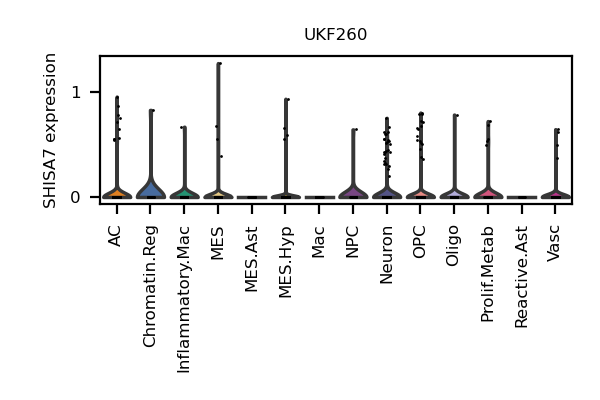 UKF260
SHISA7 expression
1
0
AC
Chromatin.Reg
Inflammatory.Mac
MES
MES.Ast
MES.Hyp
Mac
NPC
Neuron
OPC
Oligo
Prolif.Metab
Reactive.Ast
Vasc